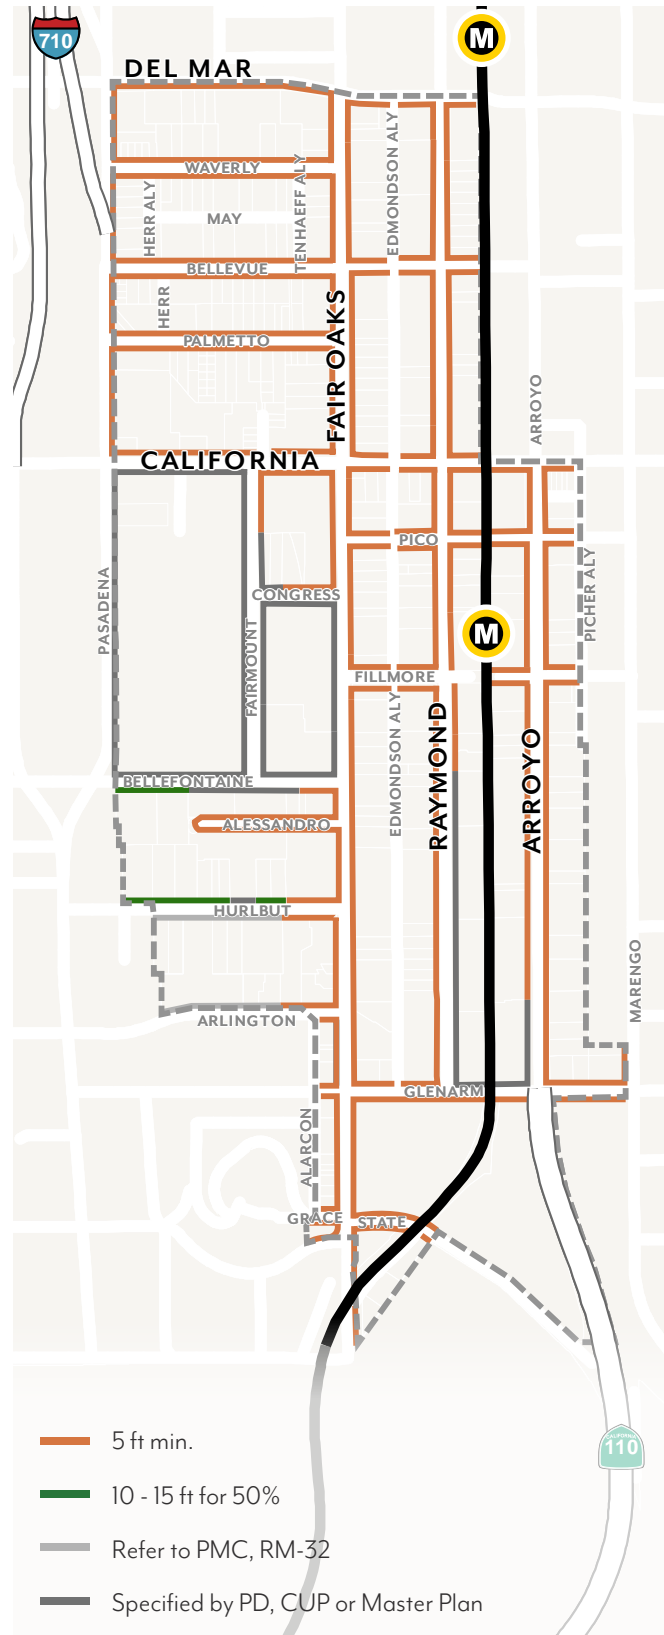 710
M
DEL MAR
EDMONDSON ALY
WAVERLY
TENHAEFF ALY
HERR ALY
MAY
BELLEVUE
HERR
FAIR OAKS
PALMETTO
ARROYO
CALIFORNIA
PICO
PICHER ALY
PASADENA
CONGRESS
M
FAIRMOUNT
FILLMORE
EDMONDSON ALY
RAYMOND
ARROYO
BELLEFONTAINE
ALESSANDRO
HURLBUT
MARENGO
ARLINGTON
GLENARM
ALARCON
GRACE
STATE
5 ft min.
CALIFORNIA
110
10 - 15 ft for 50%
Refer to PMC, RM-32
Specified by PD, CUP or Master Plan